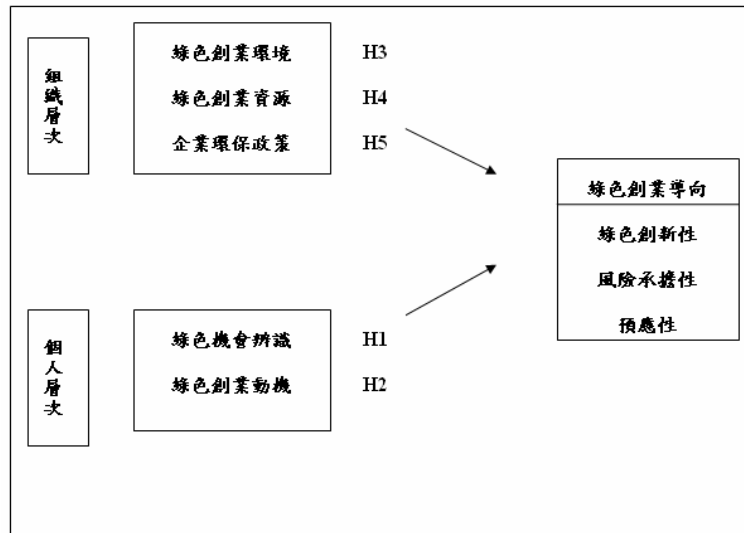 組織層次
綠色創業環境 H3
綠色創業資源 H4
企業環保政策 H5
綠色創業導向
綠色創新性
風險承擔性
預應性
個人層次
綠色機會辨識 H1
綠色創業動機 H2